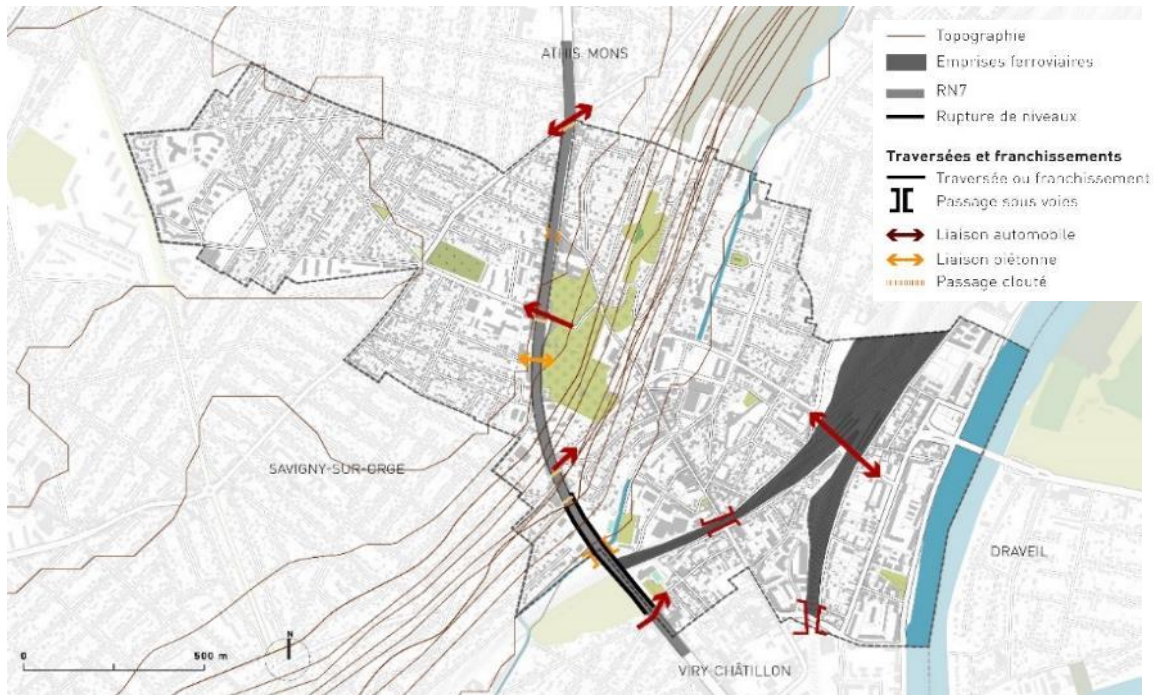 ATHIS-MONS
Topographie
Emprises ferroviaires
RN7
Rupture de niveaux
Traversées et franchissements
Traversée ou franchissement
Passage sous voies
Liaison automobile
Liaison piétonne
Passage clouté
SAVIGNY-SUR-ORGE
DRAVEIL
N
0 500 m
VIRY-CHÂTILLON